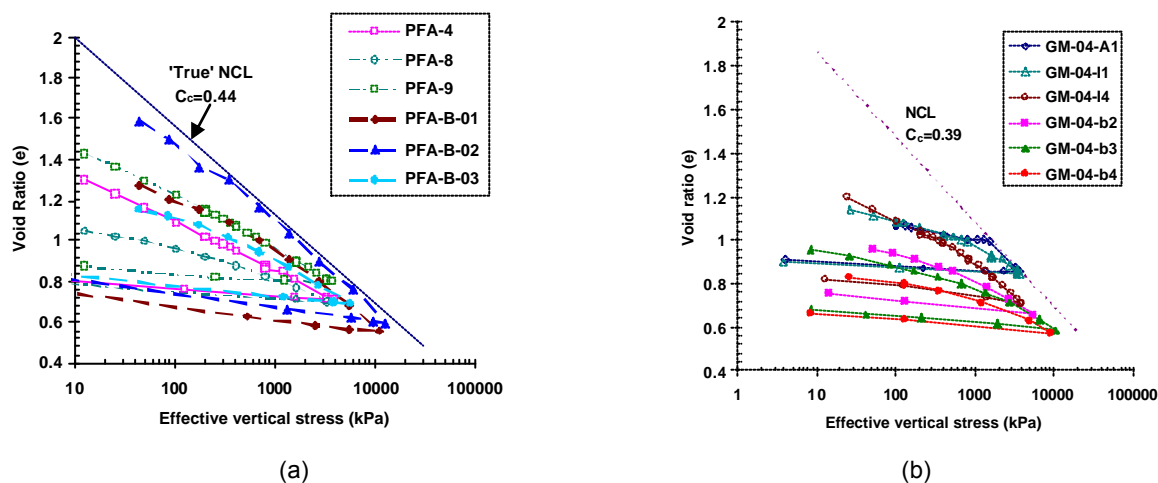 2
1.8
1.6
1.4
1.2
1
0.8
0.6
0.4
Void Ratio (e)
10
100
1000
10000
100000
Effective vertical stress (kPa)
'True' NCL
Cc=0.44
PFA-4
PFA-8
PFA-9
PFA-B-01
PFA-B-02
PFA-B-03
(a)
2
1.8
1.6
1.4
1.2
1.0
0.8
0.6
0.4
Void ratio (e)
1
10
100
1000
10000
100000
Effective vertical stress (kPa)
NCL
Cc=0.39
GM-04-A1
GM-04-I1
GM-04-I4
GM-04-b2
GM-04-b3
GM-04-b4
(b)